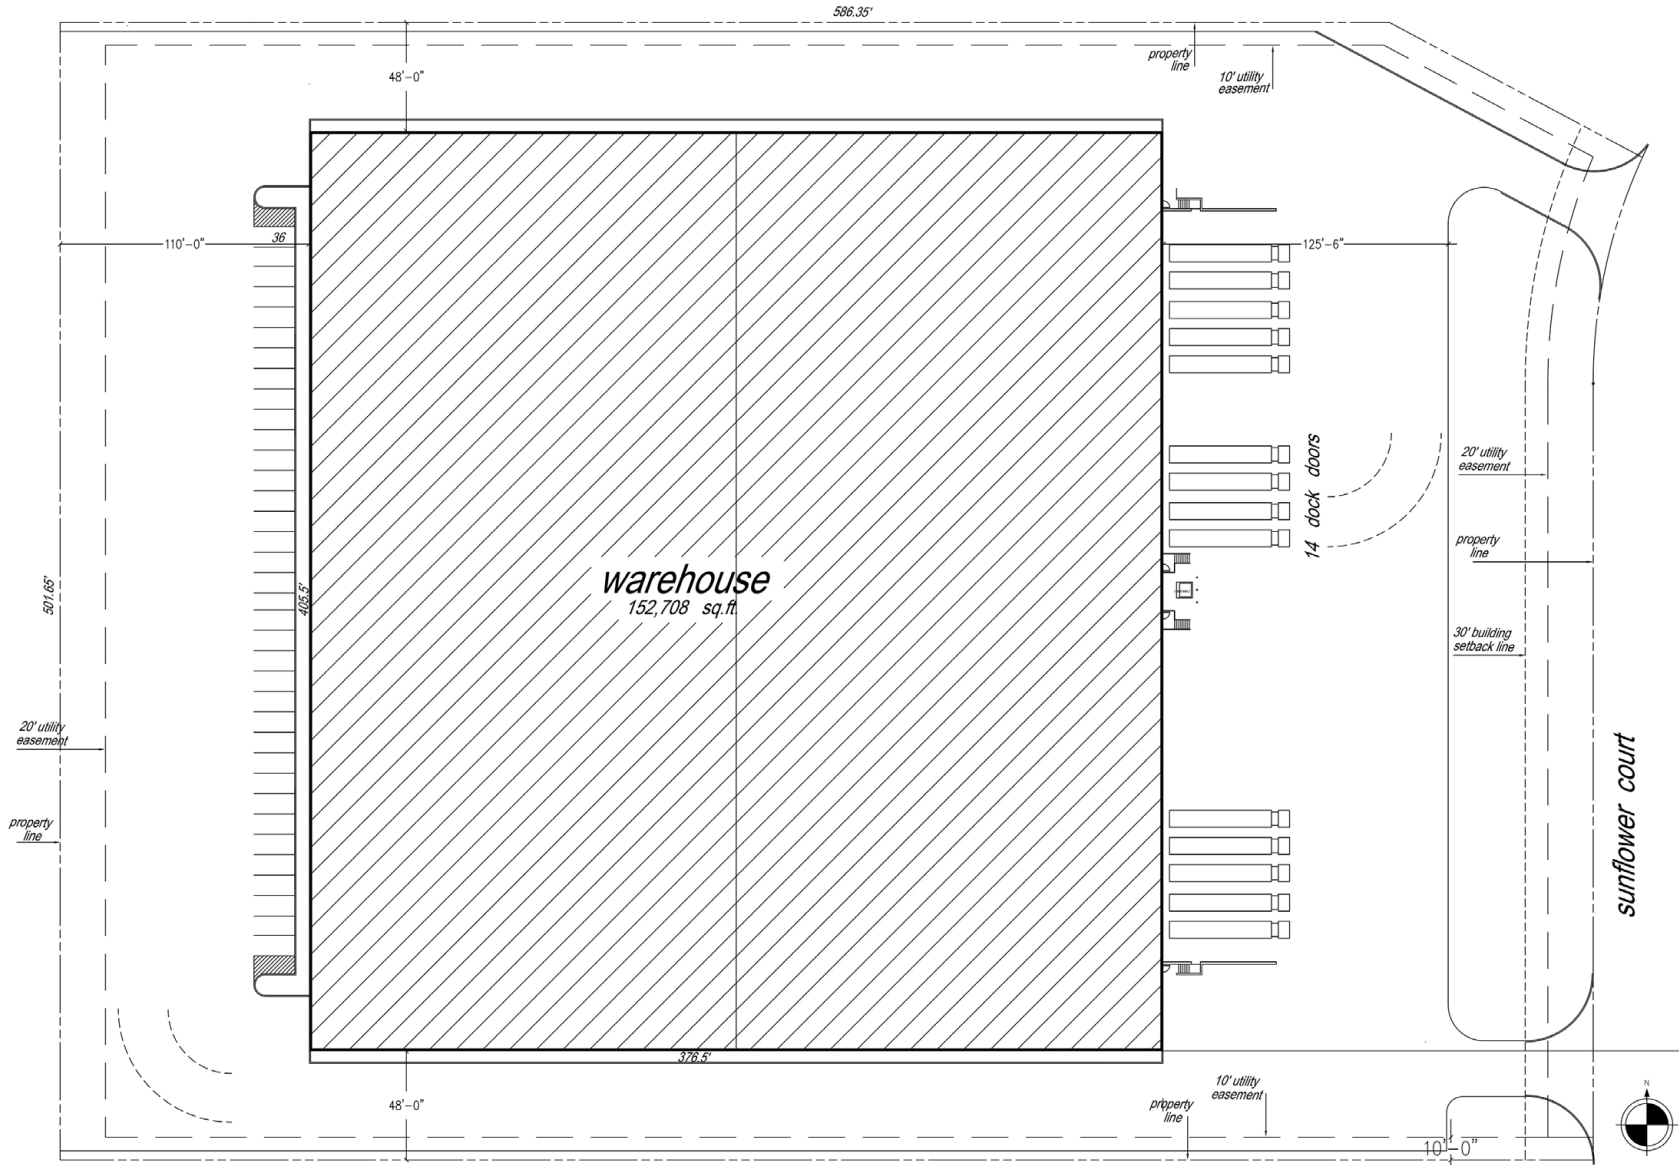 586.35'
property
line
48'-0"
10' utility
easement
110'-0"
36
125'-6"
14 dock doors
20' utility
easement
property
line
501.65'
405.5'
warehouse
152,708 sq.ft.
30' building
setback line
20' utility
easement
sunflower court
property
line
376.5'
48'-0"
10' utility
easement
property
line
10'-0"
N